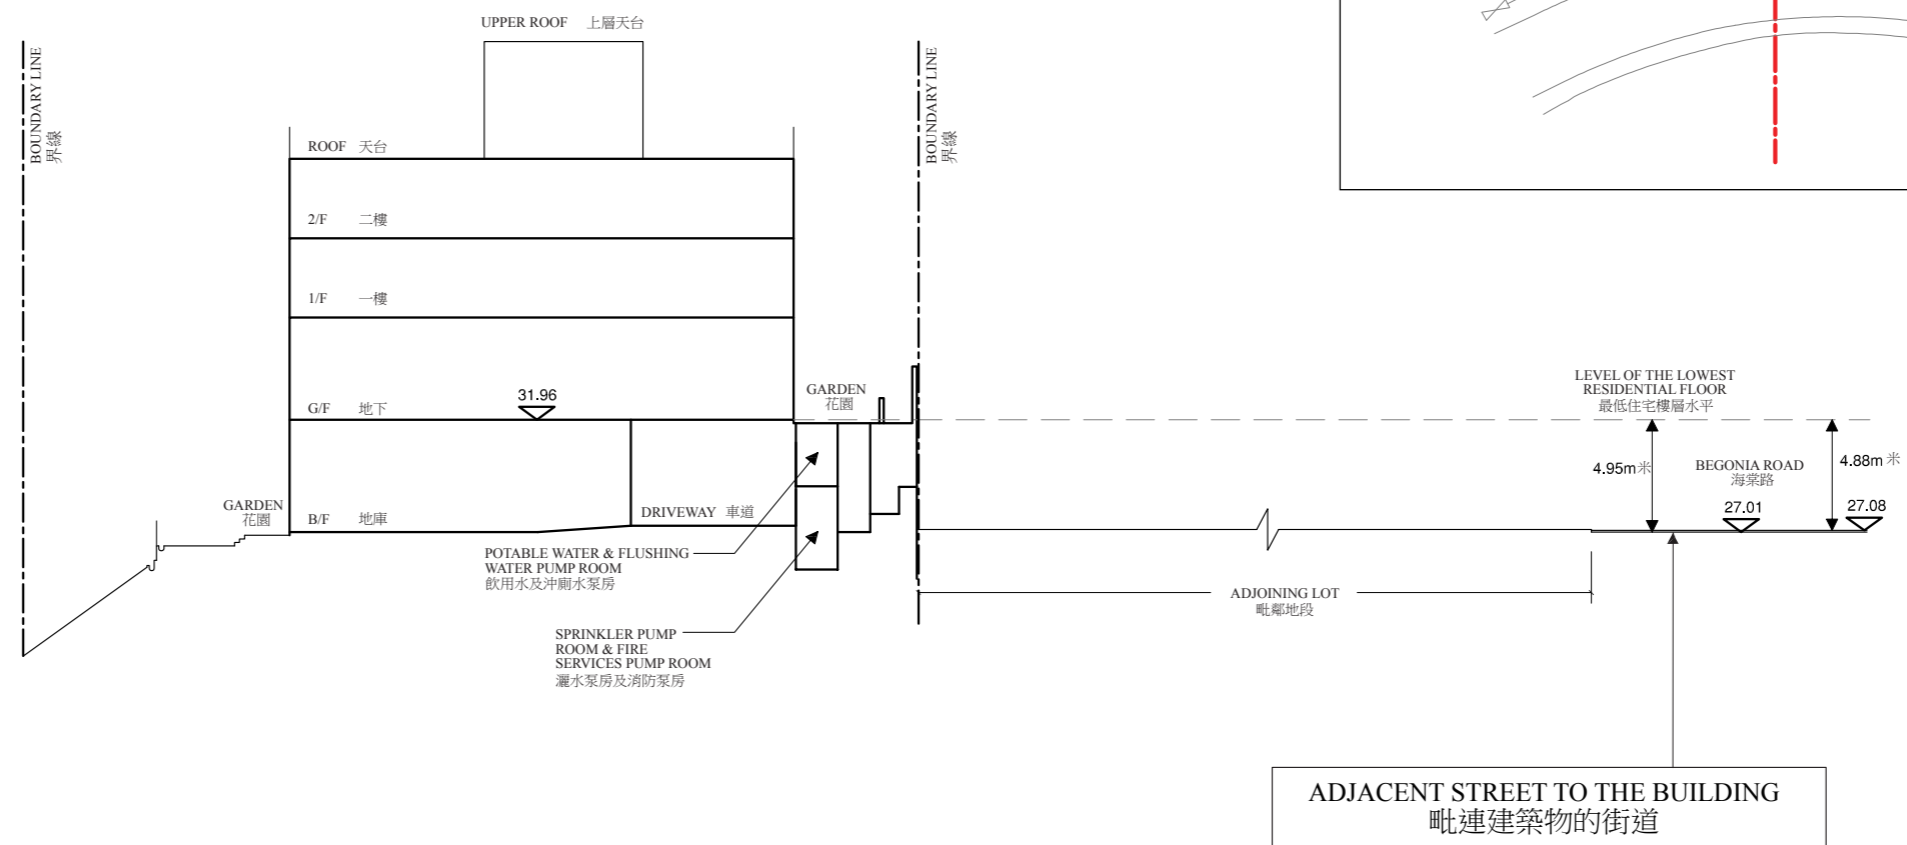 UPPER ROOF 上層天台
BOUNDARY LINE
界線
BOUNDARY LINE
界線
ROOF 天台
2/F 二樓
1/F 一樓
G/F 地下
31.96
GARDEN
花園
LEVEL OF THE LOWEST
RESIDENTIAL FLOOR
最低住宅樓層水平
4.95m米
BEGONIA ROAD
海棠路
4.88m 米
27.01
27.08
GARDEN
花園
B/F 地庫
DRIVEWAY 車道
POTABLE WATER & FLUSHING
WATER PUMP ROOM
飲用水及沖廁水泵房
ADJOINING LOT
毗鄰地段
SPRINKLER PUMP
ROOM & FIRE
SERVICES PUMP ROOM
灑水泵房及消防泵房
ADJACENT STREET TO THE BUILDING
毗連建築物的街道